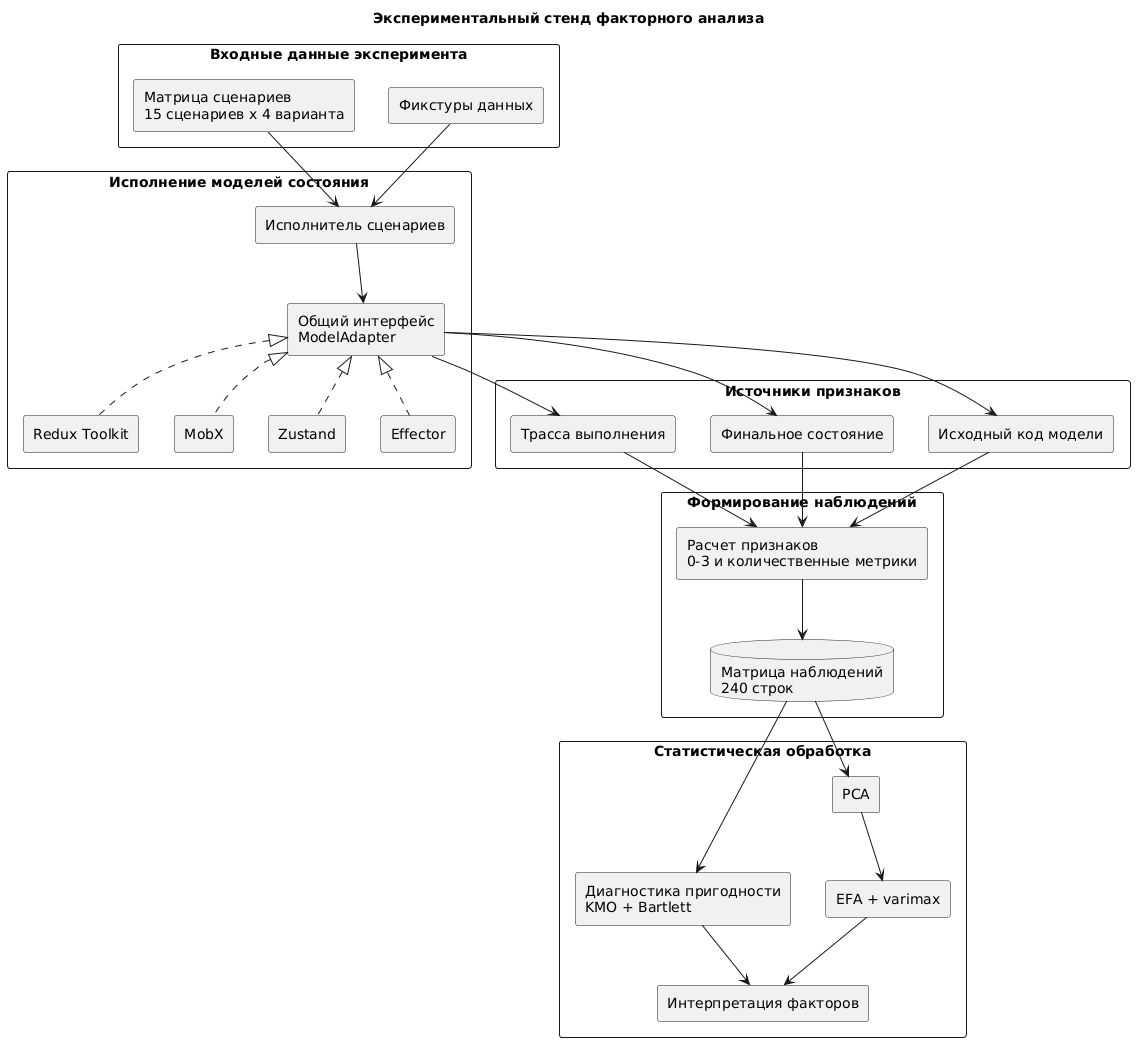 Экспериментальный стенд факторного анализа
Входные данные эксперимента
Матрица сценариев
15 сценариев x 4 варианта
Фикстуры данных
Исполнение моделей состояния
Исполнитель сценариев
Общий интерфейс
ModelAdapter
Redux Toolkit
MobX
Zustand
Effector
Источники признаков
Трасса выполнения
Финальное состояние
Исходный код модели
Формирование наблюдений
Расчет признаков
0-3 и количественные метрики
Матрица наблюдений
240 строк
Статистическая обработка
PCA
Диагностика пригодности
KMO + Bartlett
EFA + varimax
Интерпретация факторов